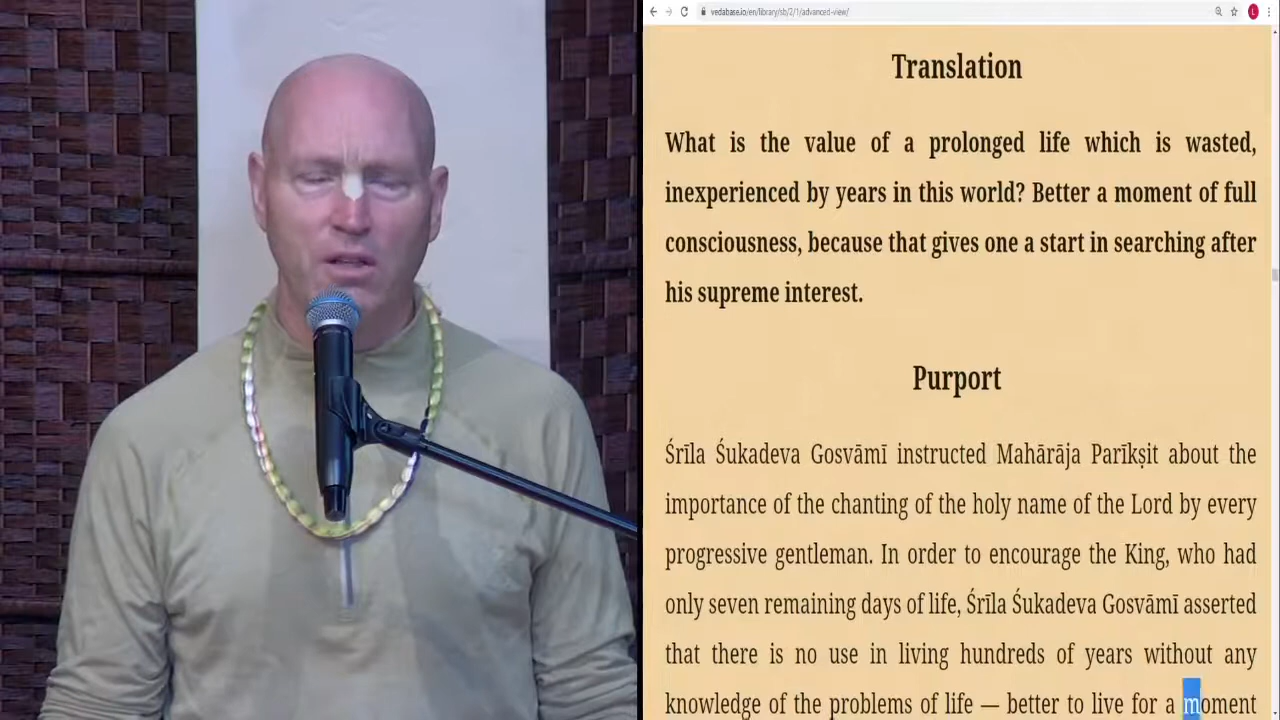 vedabase.io/en/library/sb/2/1/advanced-view/
L
Translation
What is the value of a prolonged life which is wasted,
inexperienced by years in this world? Better a moment of full
consciousness, because that gives one a start in searching after
his supreme interest.
Purport
Śrīla Śukadeva Gosvāmī instructed Mahārāja Parīkṣit about the
importance of the chanting of the holy name of the Lord by every
progressive gentleman. In order to encourage the King, who had
only seven remaining days of life, Śrīla Śukadeva Gosvāmī asserted
that there is no use in living hundreds of years without any
knowledge of the problems of life — better to live for a moment